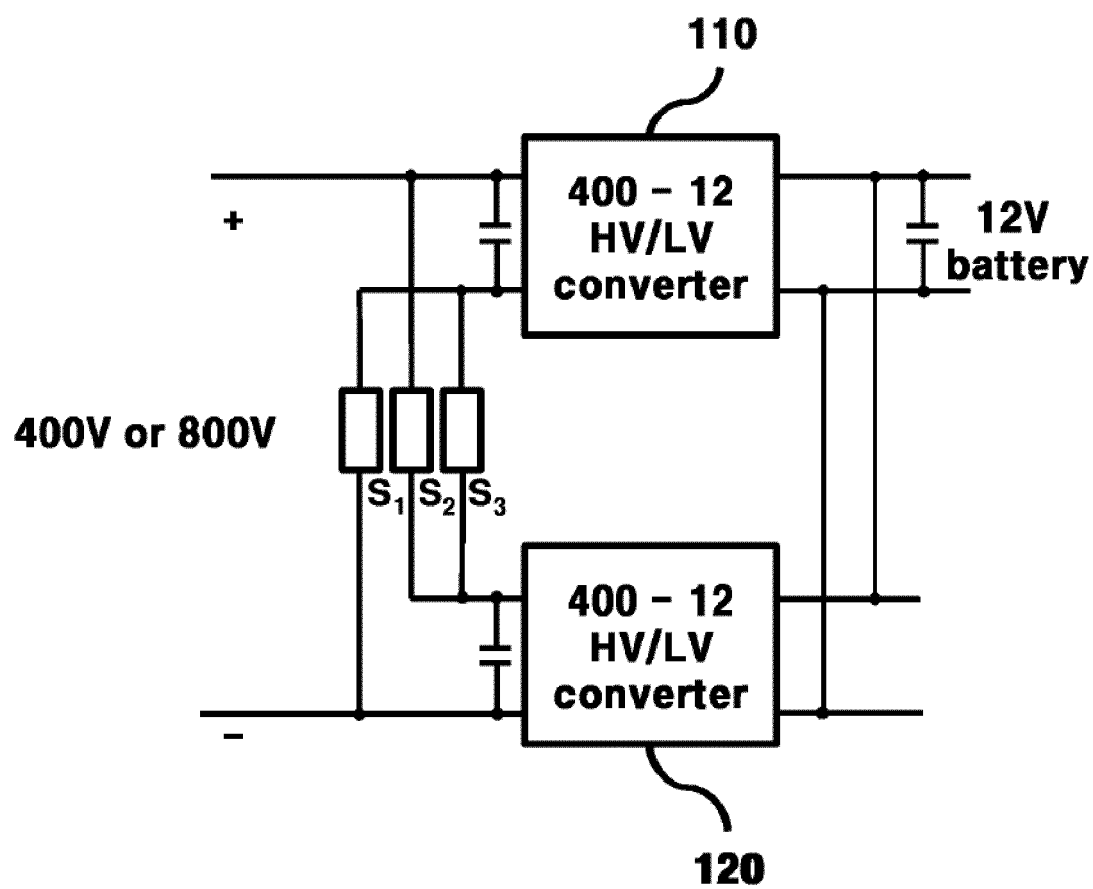 110
400 – 12
HV/LV
converter
+
12V
battery
400V or 800V
S1 S2 S3
400 – 12
HV/LV
converter
–
120